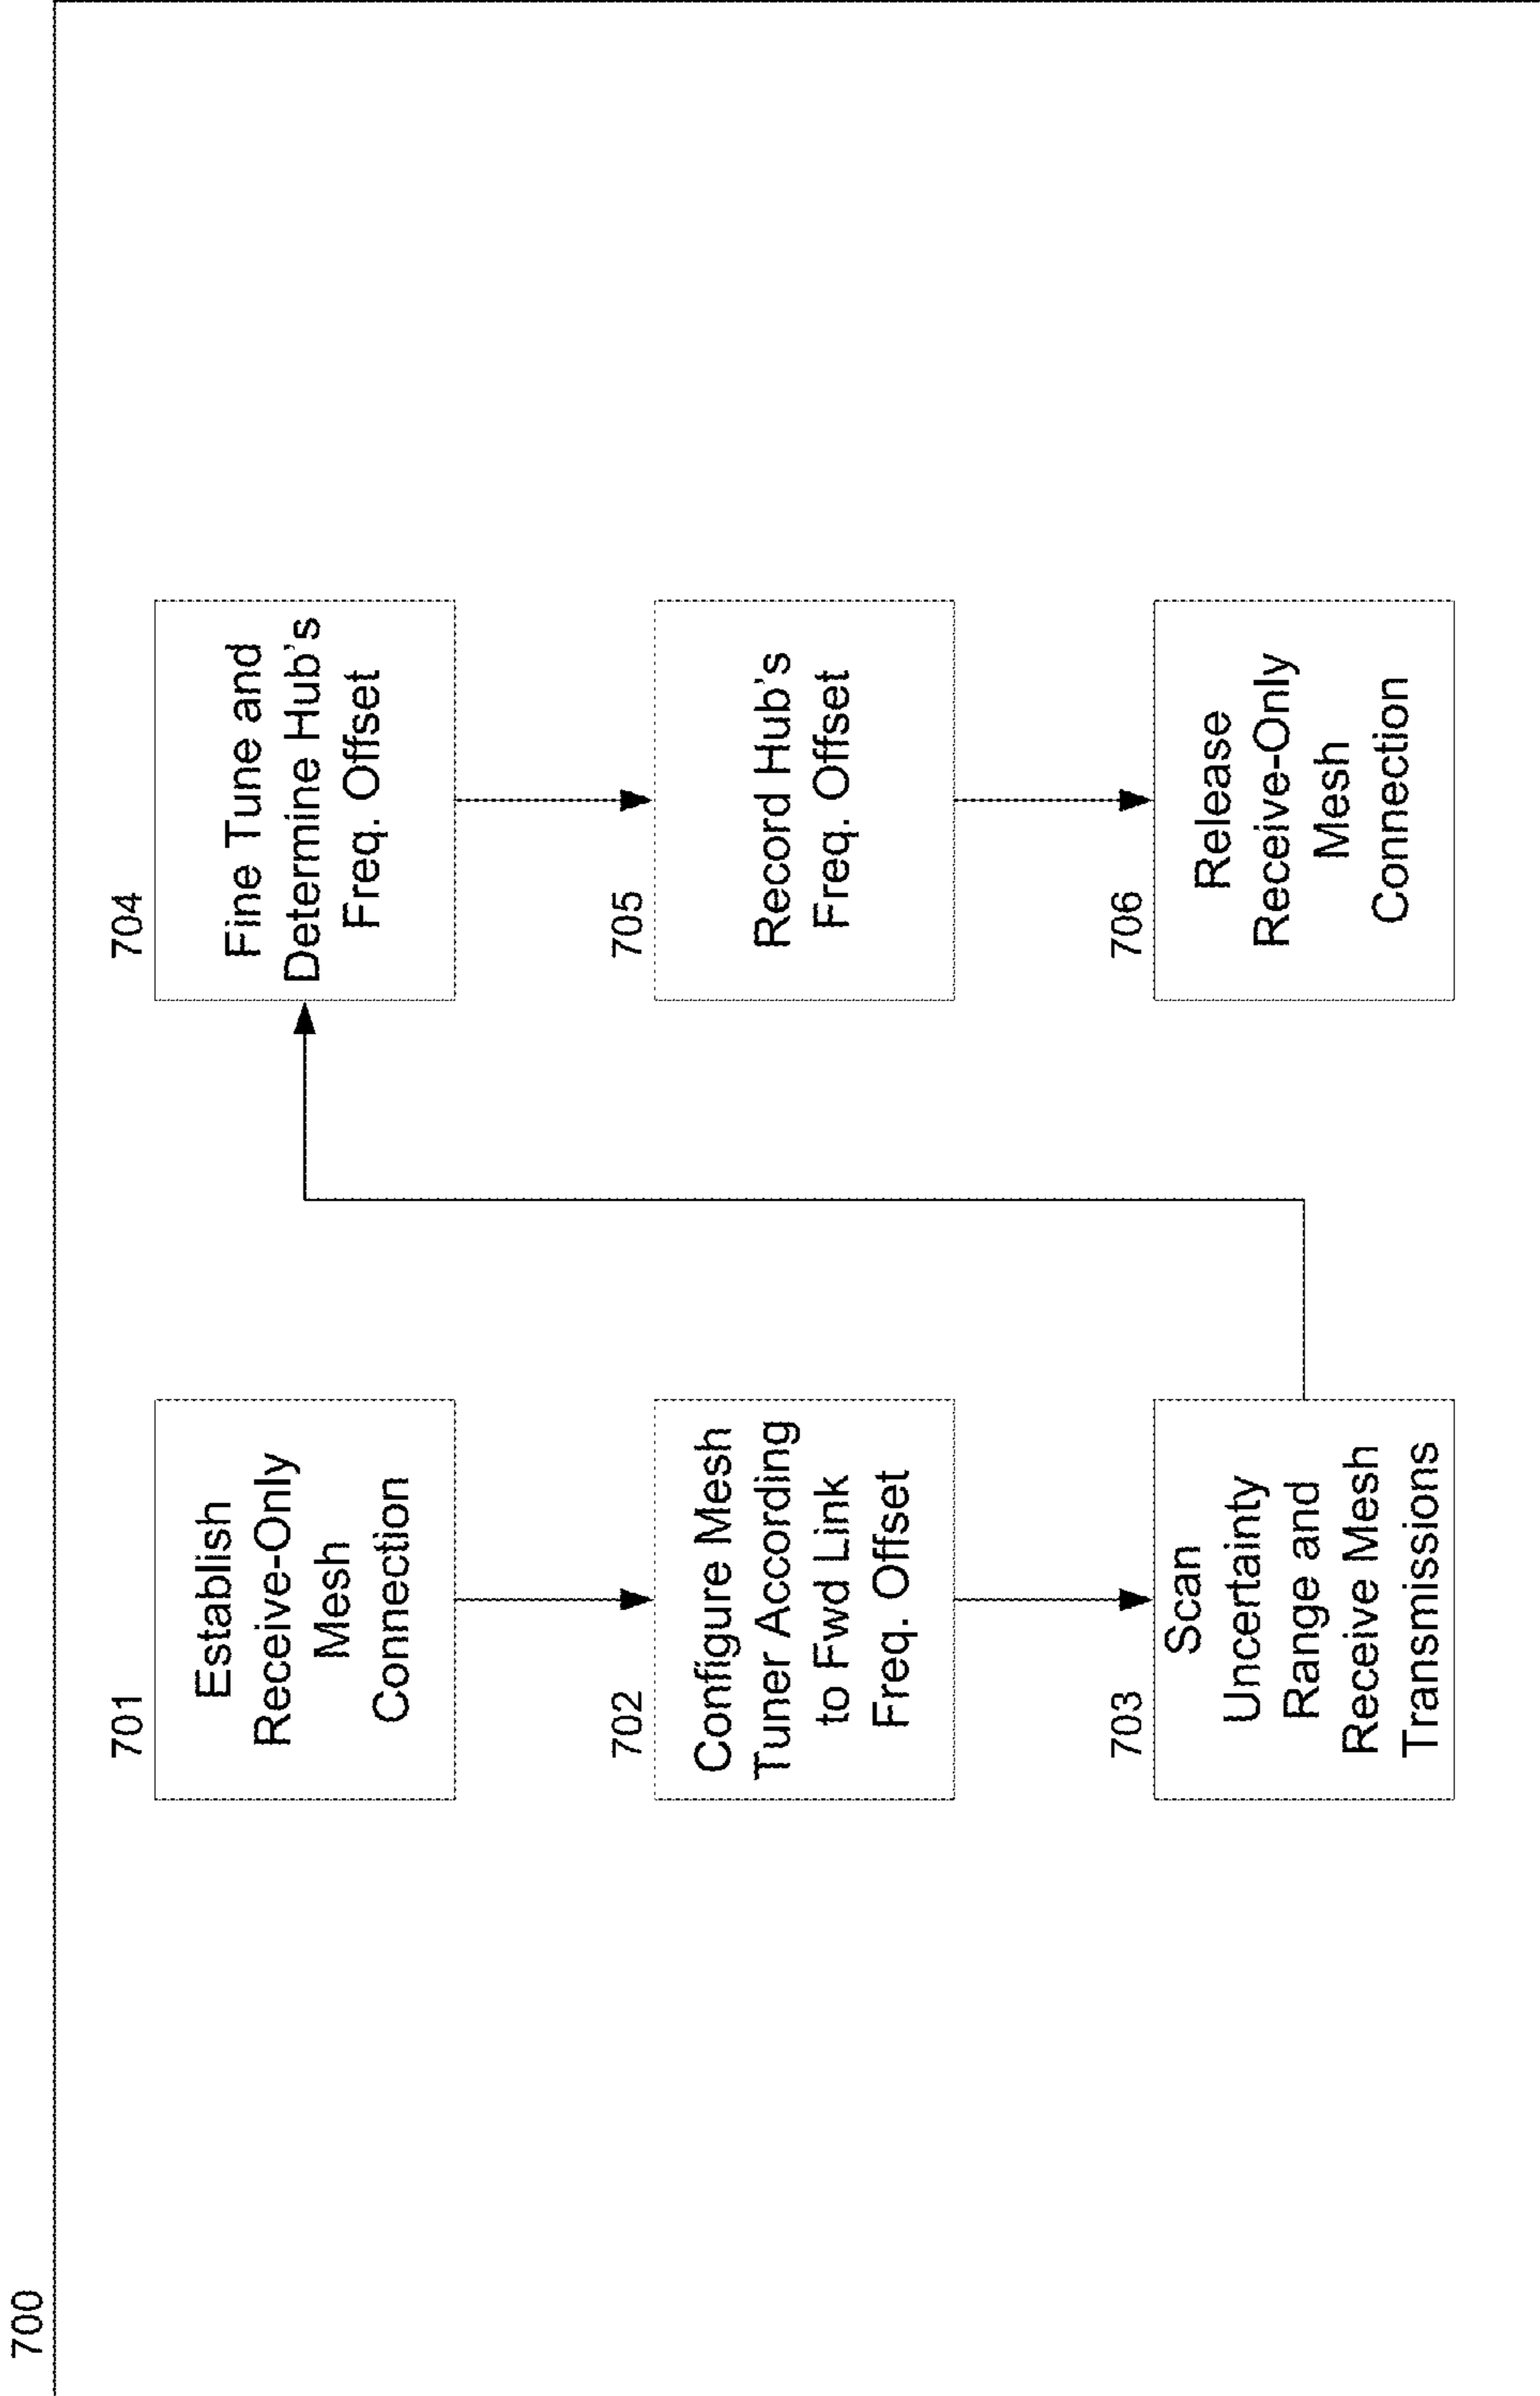 700
701
Establish
Receive-Only
Mesh
Connection
702
Configure Mesh
Tuner According
to Fwd Link
Freq. Offset
703
Scan
Uncertainty
Range and
Receive Mesh
Transmissions
704
Fine Tune and
Determine Hub's
Freq. Offset
705
Record Hub's
Freq. Offset
706
Release
Receive-Only
Mesh
Connection